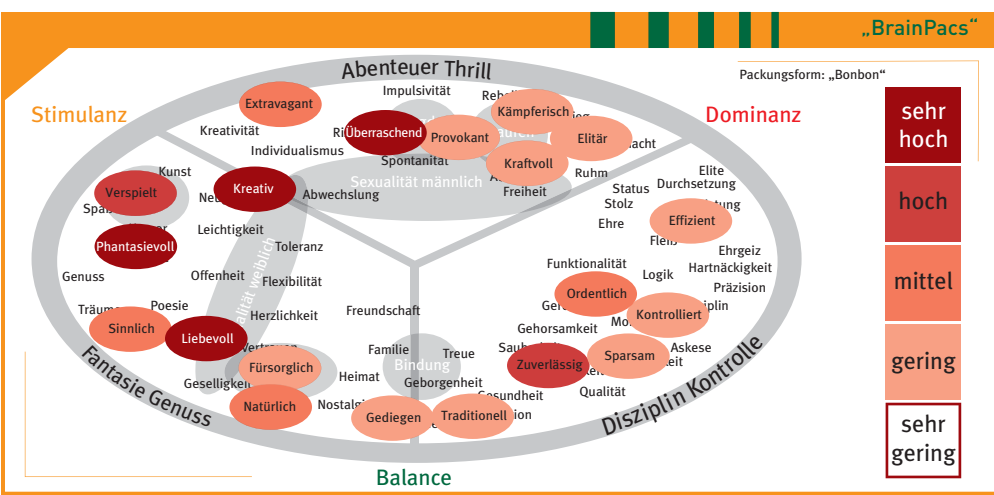 „BrainPacs“
Packungsform: „Bonbon“
Stimulanz
Dominanz
Balance
Abenteuer Thrill
Fantasie Genuss
Disziplin Kontrolle
Impulsivität
Extravagant
Kämpferisch
Kreativität
Überraschend
Provokant
Elitär
Individualismus
Spontanität
Kraftvoll
Sexualität männlich
Ruhm
Freiheit
Kunst
Verspielt
Kreativ
Abwechslung
Elite
Status
Durchsetzung
Stolz
Ehre
Effizient
Leichtigkeit
Phantasievoll
Toleranz
Ehrgeiz
Funktionalität
Hartnäckigkeit
Genuss
Offenheit
Flexibilität
Logik
Präzision
Ordentlich
Poesie
Herzlichkeit
Freundschaft
Kontrolliert
Sinnlich
Gehorsamkeit
Liebevoll
Familie
Treue
Askese
Fürsorglich
Bindung
Zuverlässig
Sparsam
Heimat
Geborgenheit
Qualität
Natürlich
Gediegen
Traditionell
sehr
hoch
hoch
mittel
gering
sehr
gering